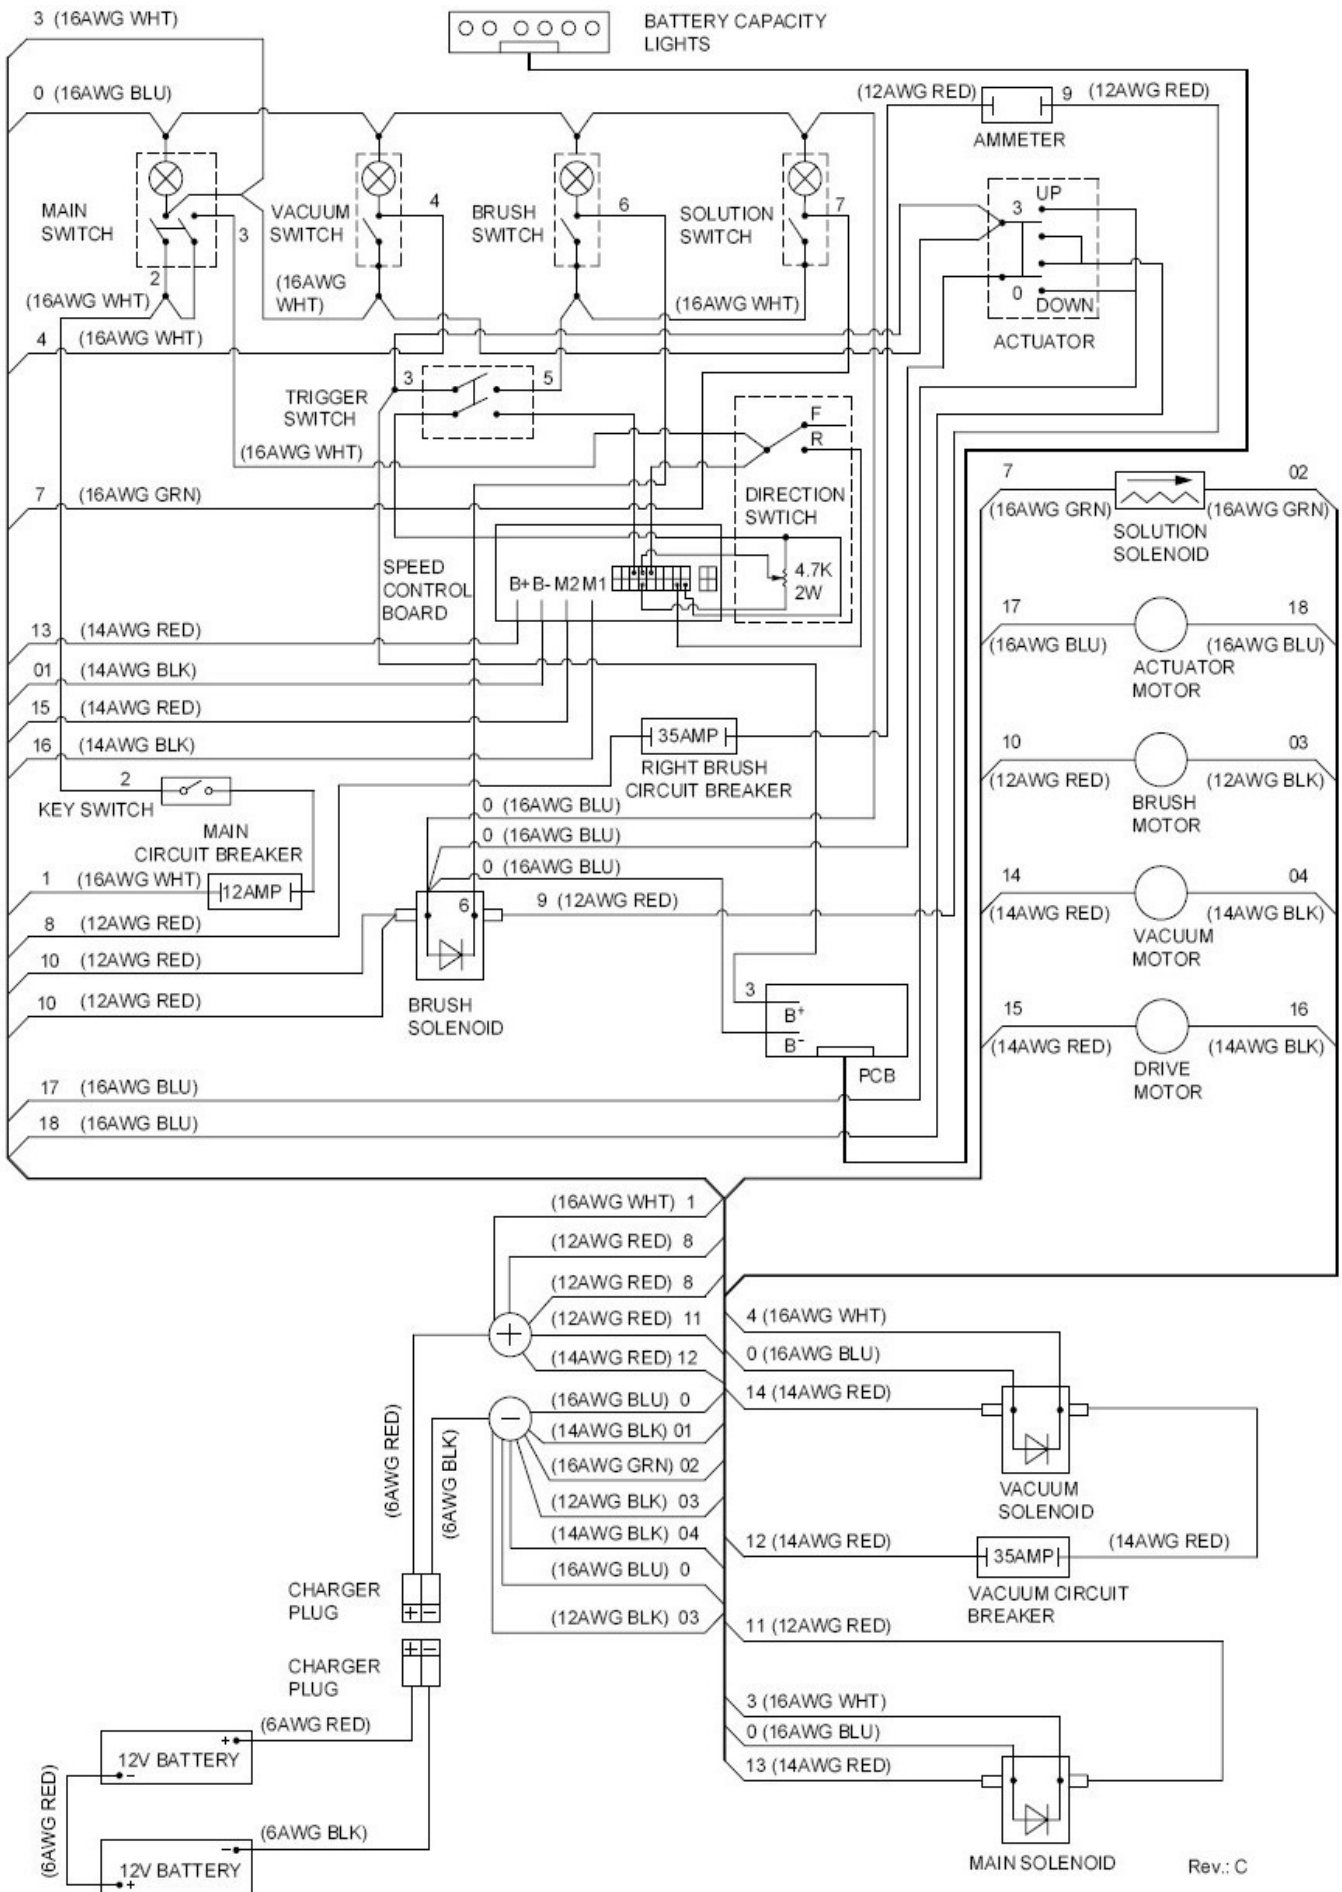 3 (16AWG WHT)
BATTERY CAPACITY
LIGHTS
0 (16AWG BLU)
(12AWG RED)
9 (12AWG RED)
AMMETER
MAIN
SWITCH
2
3
VACUUM
SWITCH
4
BRUSH
SWITCH
6
SOLUTION
SWITCH
7
3
UP
0
DOWN
ACTUATOR
(16AWG WHT)
(16AWG
WHT)
(16AWG WHT)
4 (16AWG WHT)
TRIGGER
SWITCH
3
5
(16AWG WHT)
F
R
DIRECTION
SWTICH
4.7K
2W
7 (16AWG GRN)
SPEED
CONTROL
BOARD
B+ B- M2 M1
13 (14AWG RED)
01 (14AWG BLK)
15 (14AWG RED)
16 (14AWG BLK)
2
KEY SWITCH
MAIN
CIRCUIT BREAKER
12AMP
35AMP
RIGHT BRUSH
CIRCUIT BREAKER
0 (16AWG BLU)
0 (16AWG BLU)
0 (16AWG BLU)
1 (16AWG WHT)
8 (12AWG RED)
10 (12AWG RED)
10 (12AWG RED)
6
9 (12AWG RED)
BRUSH
SOLENOID
3
B+
B-
PCB
17 (16AWG BLU)
18 (16AWG BLU)
7
02
(16AWG GRN)
(16AWG GRN)
SOLUTION
SOLENOID
17
18
(16AWG BLU)
(16AWG BLU)
ACTUATOR
MOTOR
10
03
(12AWG RED)
(12AWG BLK)
BRUSH
MOTOR
14
04
(14AWG RED)
(14AWG BLK)
VACUUM
MOTOR
15
16
(14AWG RED)
(14AWG BLK)
DRIVE
MOTOR
(16AWG WHT) 1
(12AWG RED) 8
(12AWG RED) 8
(12AWG RED) 11
(14AWG RED) 12
+
(16AWG BLU) 0
(14AWG BLK) 01
(16AWG GRN) 02
(12AWG BLK) 03
(14AWG BLK) 04
(16AWG BLU) 0
(12AWG BLK) 03
−
(6AWG RED)
(6AWG BLK)
CHARGER
PLUG
+ −
CHARGER
PLUG
+ −
(6AWG RED)
+
12V BATTERY
-
(6AWG RED)
(6AWG BLK)
-
12V BATTERY
+
4 (16AWG WHT)
0 (16AWG BLU)
14 (14AWG RED)
VACUUM
SOLENOID
12 (14AWG RED)
35AMP
(14AWG RED)
VACUUM CIRCUIT
BREAKER
11 (12AWG RED)
3 (16AWG WHT)
0 (16AWG BLU)
13 (14AWG RED)
MAIN SOLENOID
Rev.: C